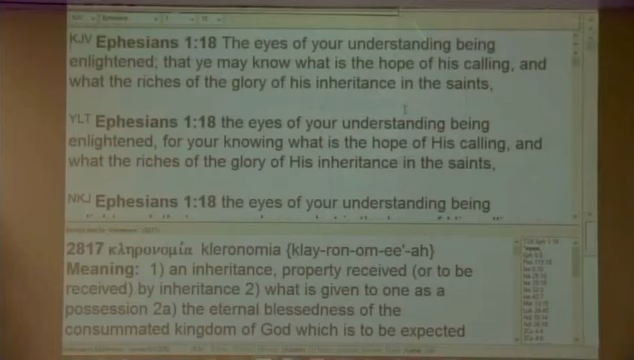 KJV Ephesians 1:18 The eyes of your understanding being
enlightened; that ye may know what is the hope of his calling, and
what the riches of the glory of his inheritance in the saints,
YLT Ephesians 1:18 the eyes of your understanding being
enlightened, for your knowing what is the hope of His calling, and
what the riches of the glory of His inheritance in the saints,
NKJ Ephesians 1:18 the eyes of your understanding being
2817 κληρονομία kleronomia {klay-ron-om-ee'-ah}
Meaning: 1) an inheritance, property received (or to be
received) by inheritance 2) what is given to one as a
possession 2a) the eternal blessedness of the
consummated kingdom of God which is to be expected